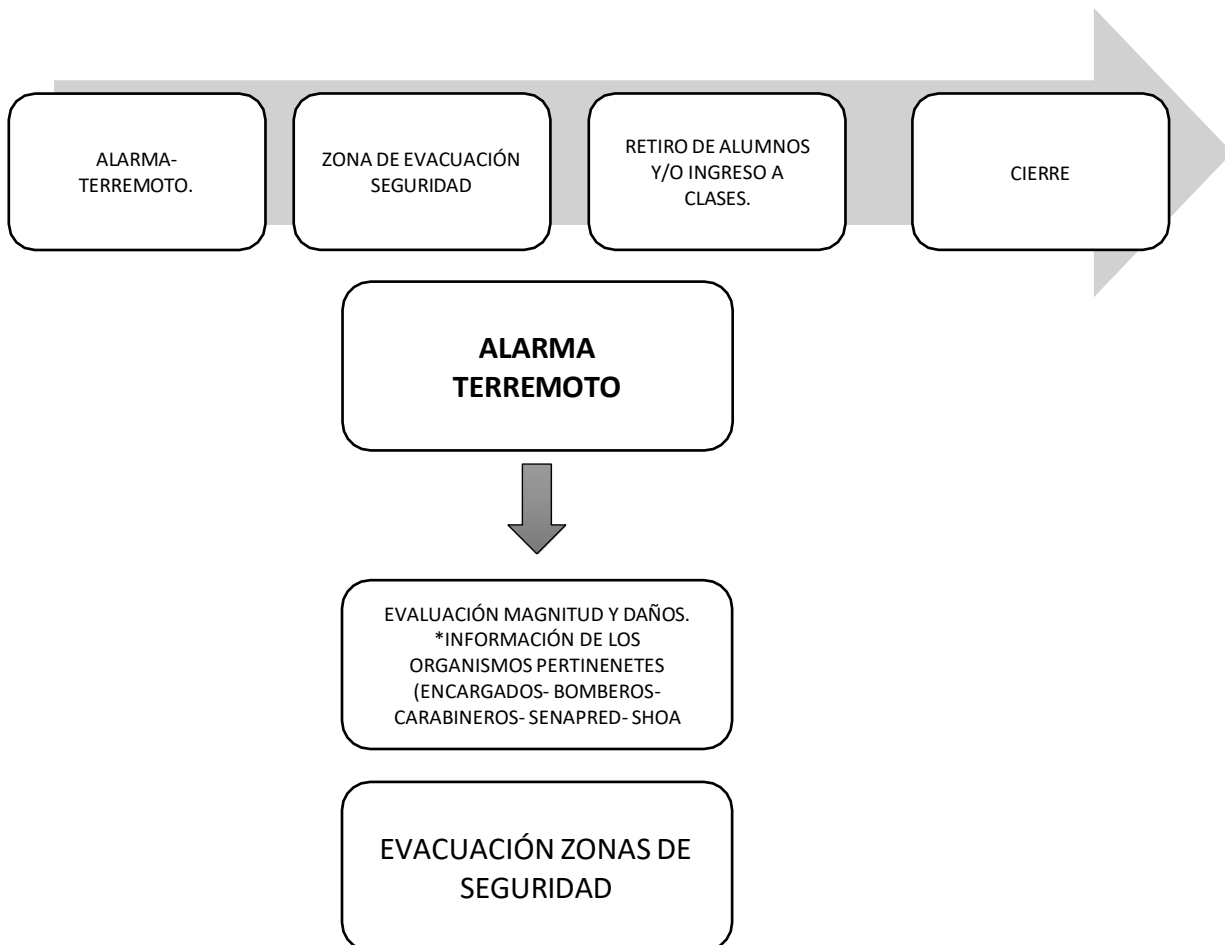 ALARMA-
TERREMOTO.
ZONA DE EVACUACIÓN
SEGURIDAD
RETIRO DE ALUMNOS
Y/O INGRESO A
CLASES.
CIERRE
ALARMA
TERREMOTO
EVALUACIÓN MAGNITUD Y DAÑOS.
*INFORMACIÓN DE LOS
ORGANISMOS PERTINENETES
(ENCARGADOS- BOMBEROS-
CARABINEROS- SENAPRED- SHOA
EVACUACIÓN ZONAS DE
SEGURIDAD